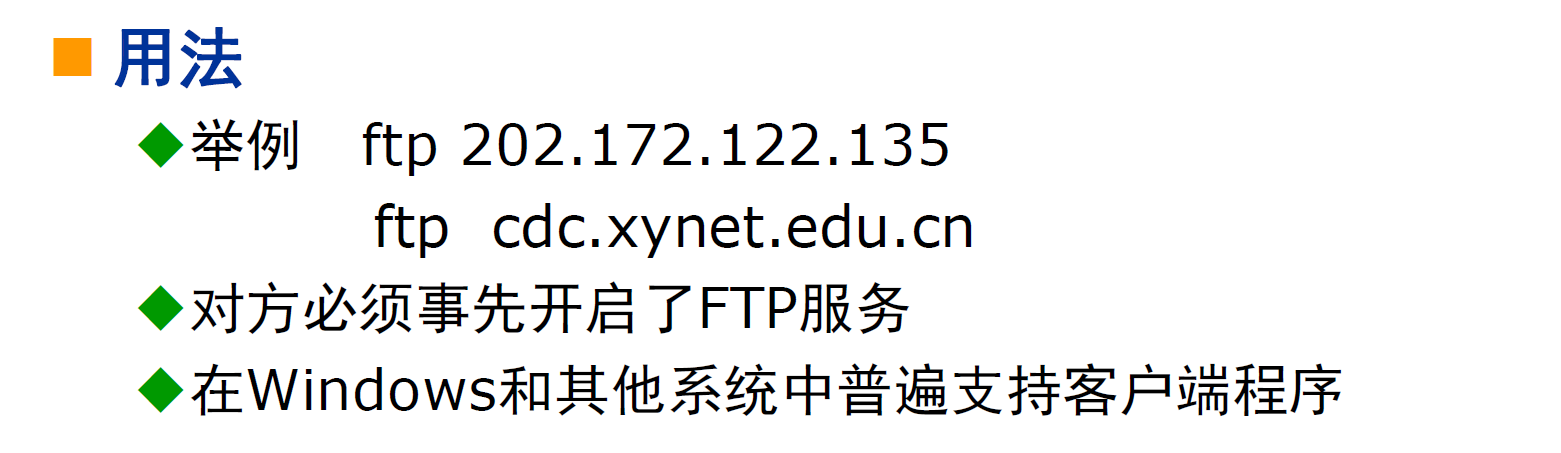 用法
举例 ftp 202.172.122.135
ftp cdc.xynet.edu.cn
对方必须事先开启了FTP服务
在Windows和其他系统中普遍支持客户端程序